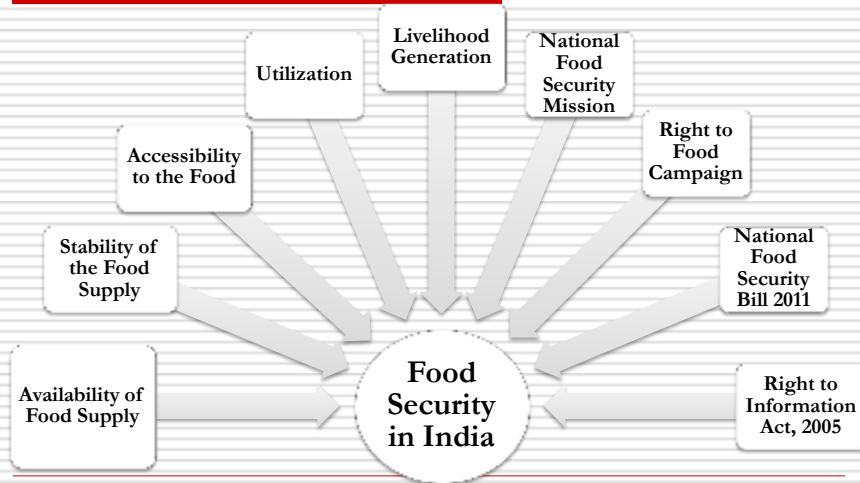 Livelihood
Generation
National
Food
Security
Mission
Utilization
Right to
Food
Campaign
Accessibility
to the Food
National
Food
Security
Bill 2011
Stability of
the Food
Supply
Right to
Information
Act, 2005
Availability of
Food Supply
Food
Security
in India